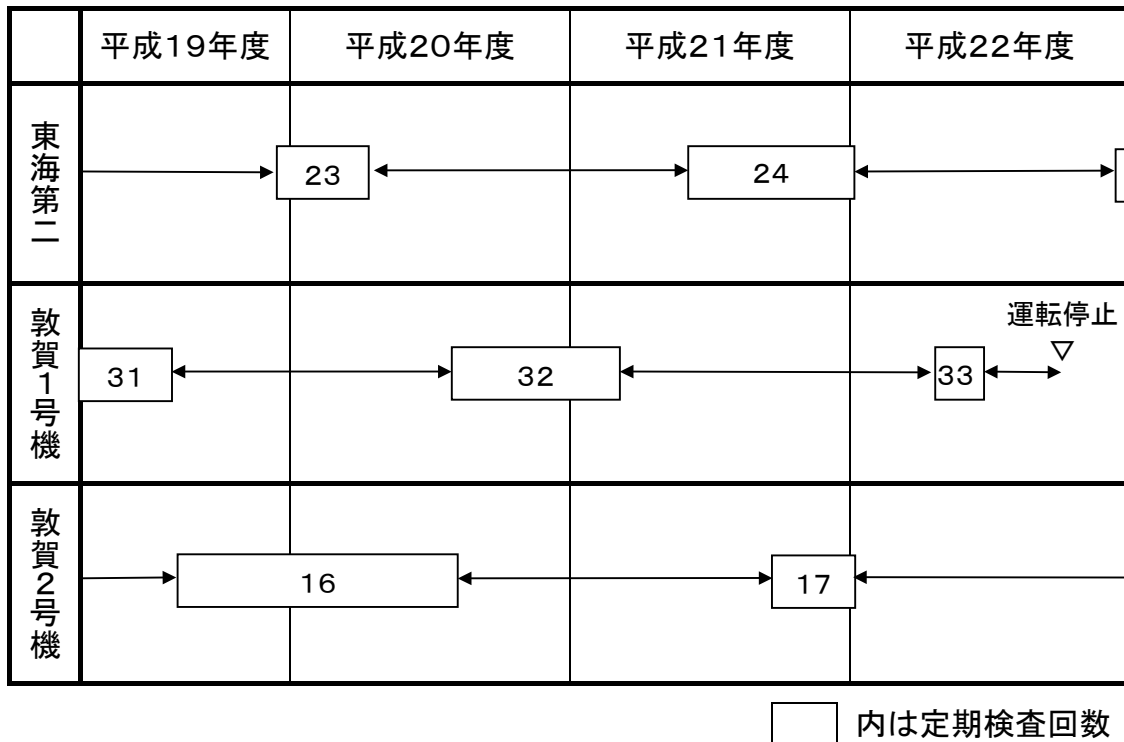 平成19年度 平成20年度 平成21年度 平成22年度
東海第二
23 24
敦賀1号機
31 32 33
運転停止
▽
敦賀2号機
16 17
内は定期検査回数